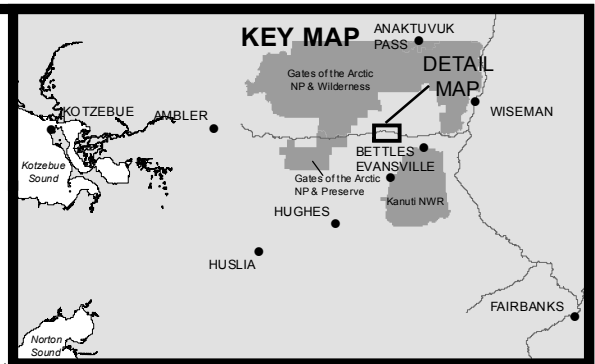 KEY MAP
ANAKTUVUK
PASS
DETAIL
MAP
Gates of the Arctic
NP & Wilderness
WISEMAN
KOTZEBUE
AMBLER
Kotzebue
Sound
BETTLES
EVANSVILLE
Gates of the Arctic
NP & Preserve
Kanuti NWR
HUGHES
HUSLIA
FAIRBANKS
Norton
Sound